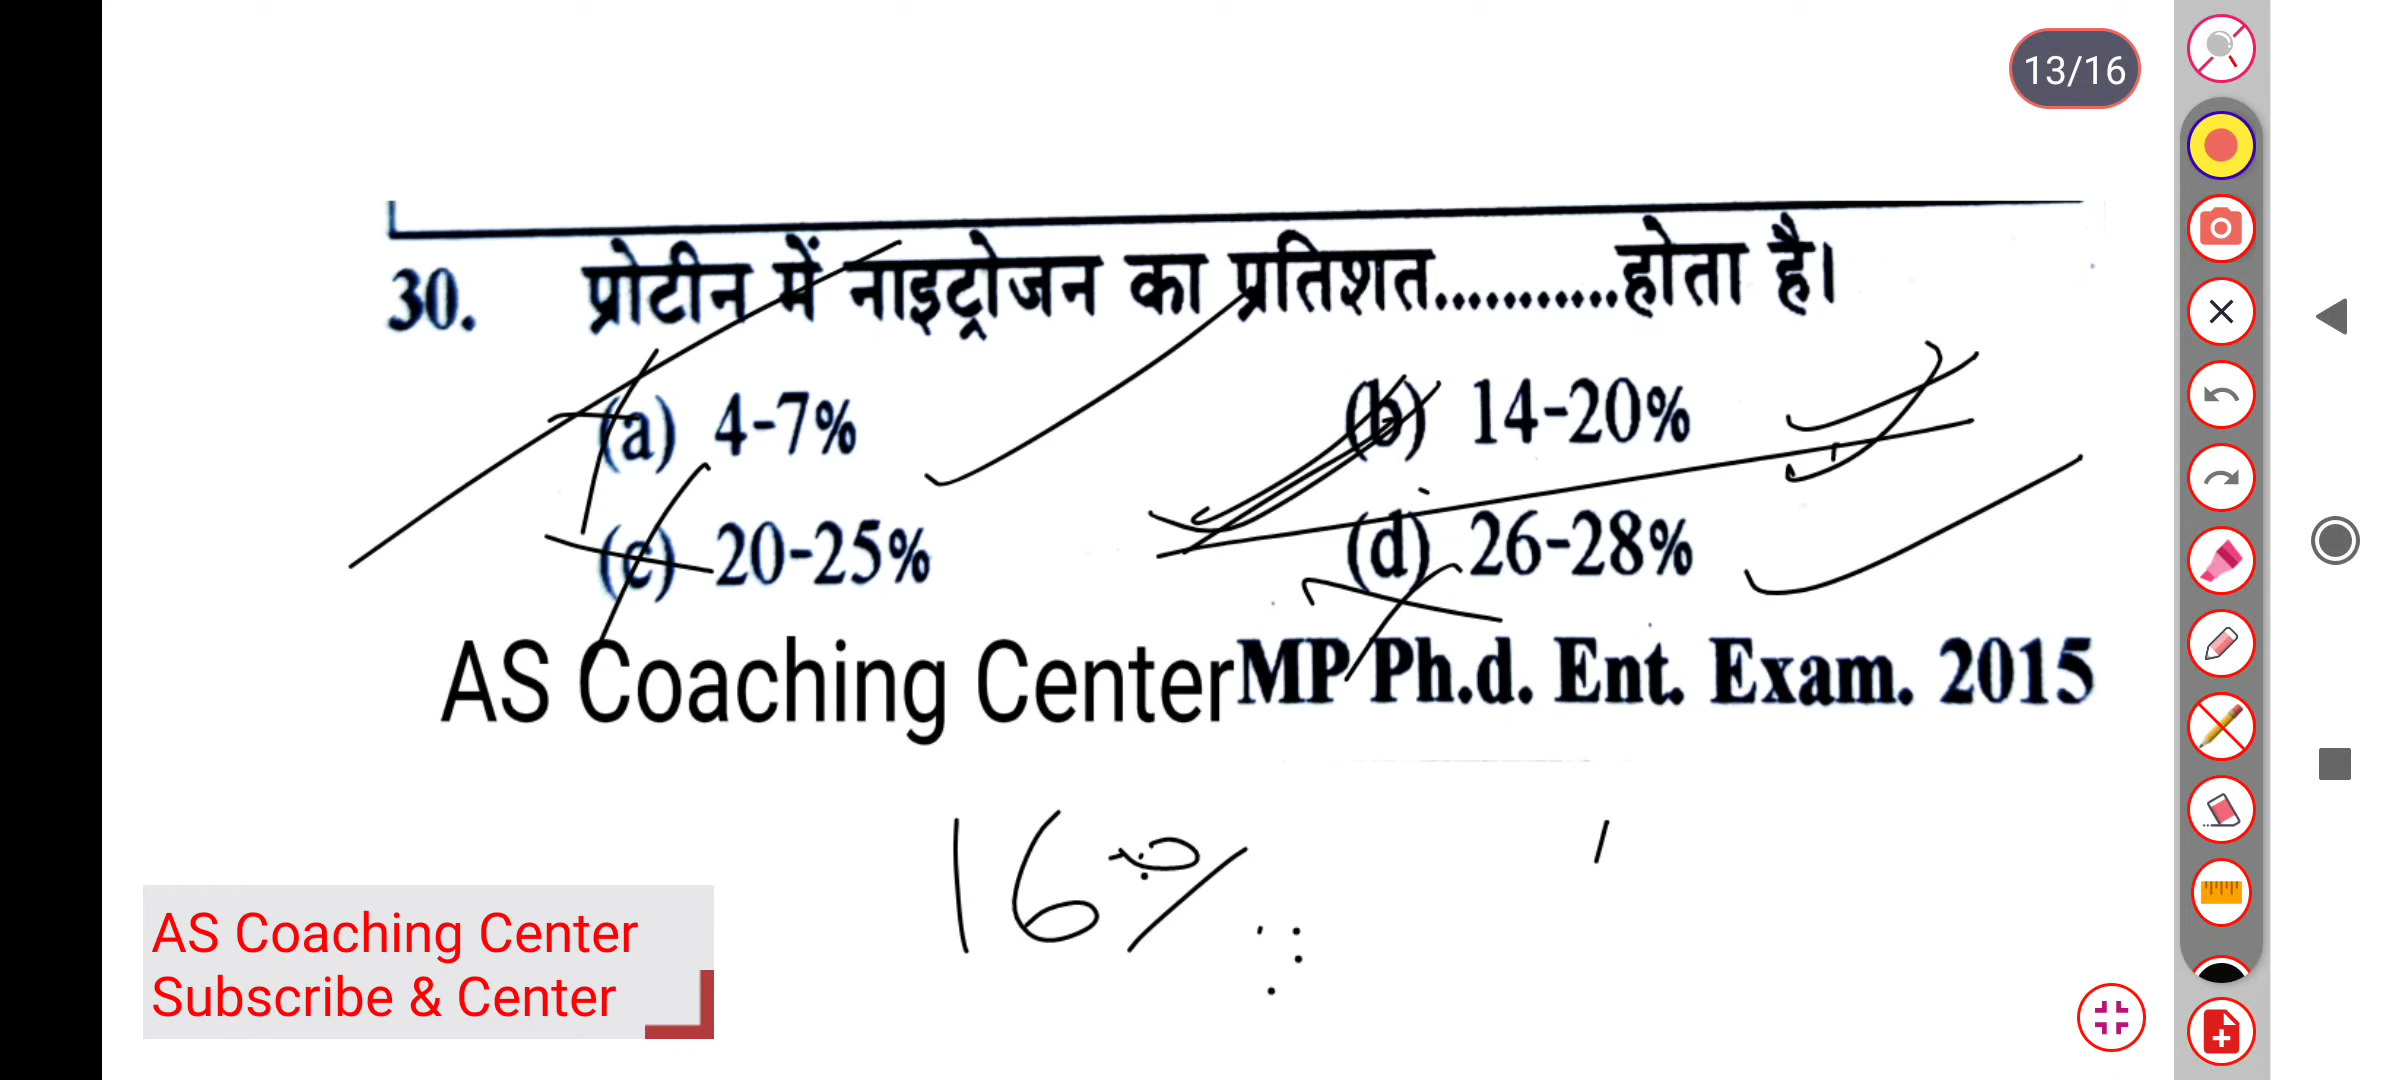 13/16
30. प्रोटीन में नाइट्रोजन का प्रतिशत...........होता है।
(a) 4-7% (b) 14-20%
(c) 20-25% (d) 26-28%
AS Coaching Center MP Ph.d. Ent. Exam. 2015
16%
AS Coaching Center
Subscribe & Center